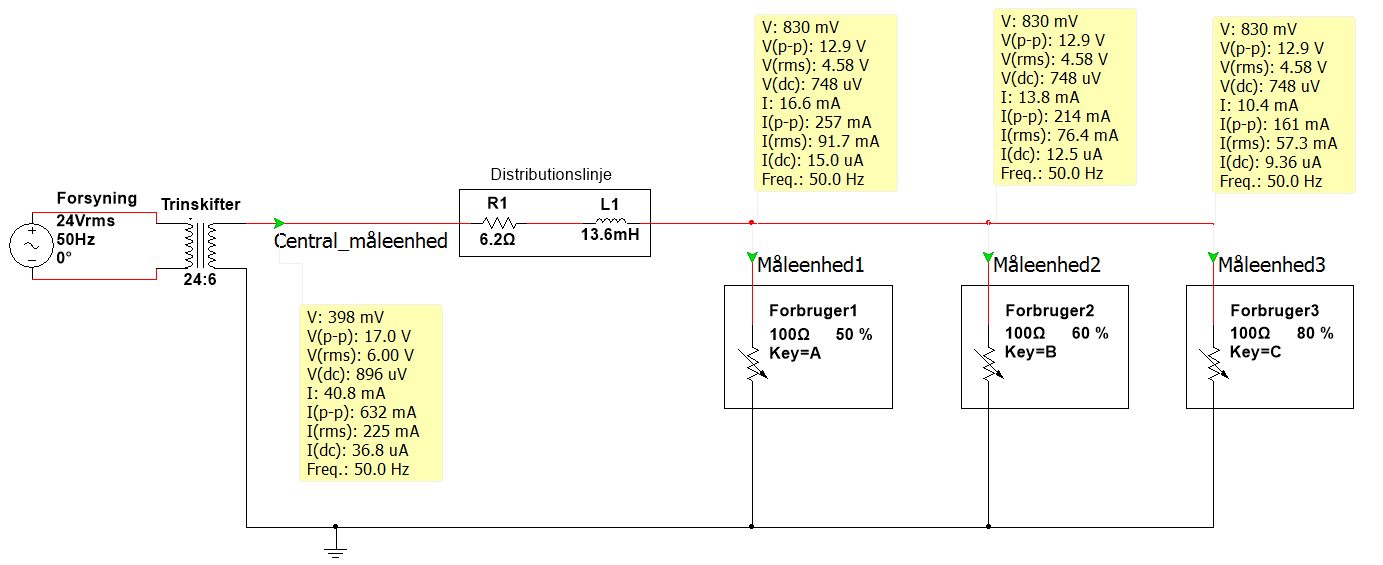 V: 830 mV
V(p-p): 12.9 V
V(rms): 4.58 V
V(dc): 748 uV
I: 16.6 mA
I(p-p): 257 mA
I(rms): 91.7 mA
I(dc): 15.0 uA
Freq.: 50.0 Hz
V: 830 mV
V(p-p): 12.9 V
V(rms): 4.58 V
V(dc): 748 uV
I: 13.8 mA
I(p-p): 214 mA
I(rms): 76.4 mA
I(dc): 12.5 uA
Freq.: 50.0 Hz
V: 830 mV
V(p-p): 12.9 V
V(rms): 4.58 V
V(dc): 748 uV
I: 10.4 mA
I(p-p): 161 mA
I(rms): 57.3 mA
I(dc): 9.36 uA
Freq.: 50.0 Hz
Forsyning
24Vrms
50Hz
0°
Trinskifter
24:6
Central_måleenhed
Distributionslinje
R1
6.2Ω
L1
13.6mH
Måleenhed1
Måleenhed2
Måleenhed3
Forbruger1
100Ω 50 %
Key=A
Forbruger2
100Ω 60 %
Key=B
Forbruger3
100Ω 80 %
Key=C
V: 398 mV
V(p-p): 17.0 V
V(rms): 6.00 V
V(dc): 896 uV
I: 40.8 mA
I(p-p): 632 mA
I(rms): 225 mA
I(dc): 36.8 uA
Freq.: 50.0 Hz